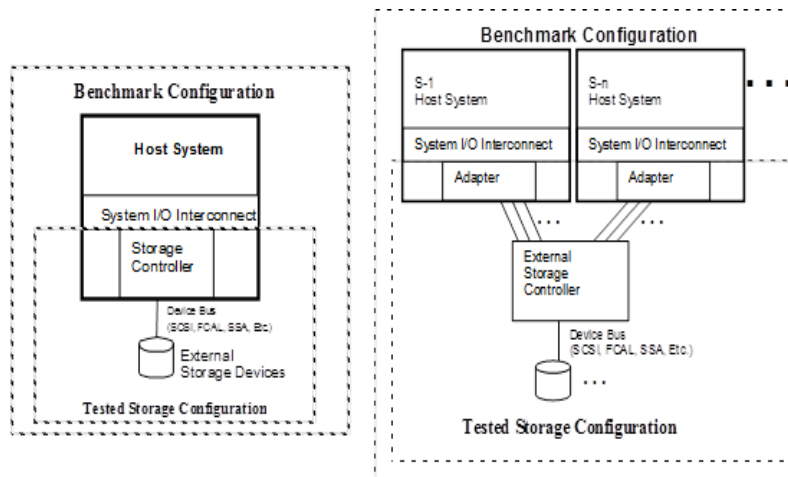 Benchmark Configuration
Host System
System I/O Interconnect
Storage
Controller
Device Bus
(SCSI, FCAL, SSA, Etc.)
External
Storage Devices
Tested Storage Configuration
Benchmark Configuration
S-1
Host System
System I/O Interconnect
Adapter
S-n
Host System
System I/O Interconnect
Adapter
External
Storage
Controller
Device Bus
(SCSI, FCAL, SSA, Etc.)
Tested Storage Configuration